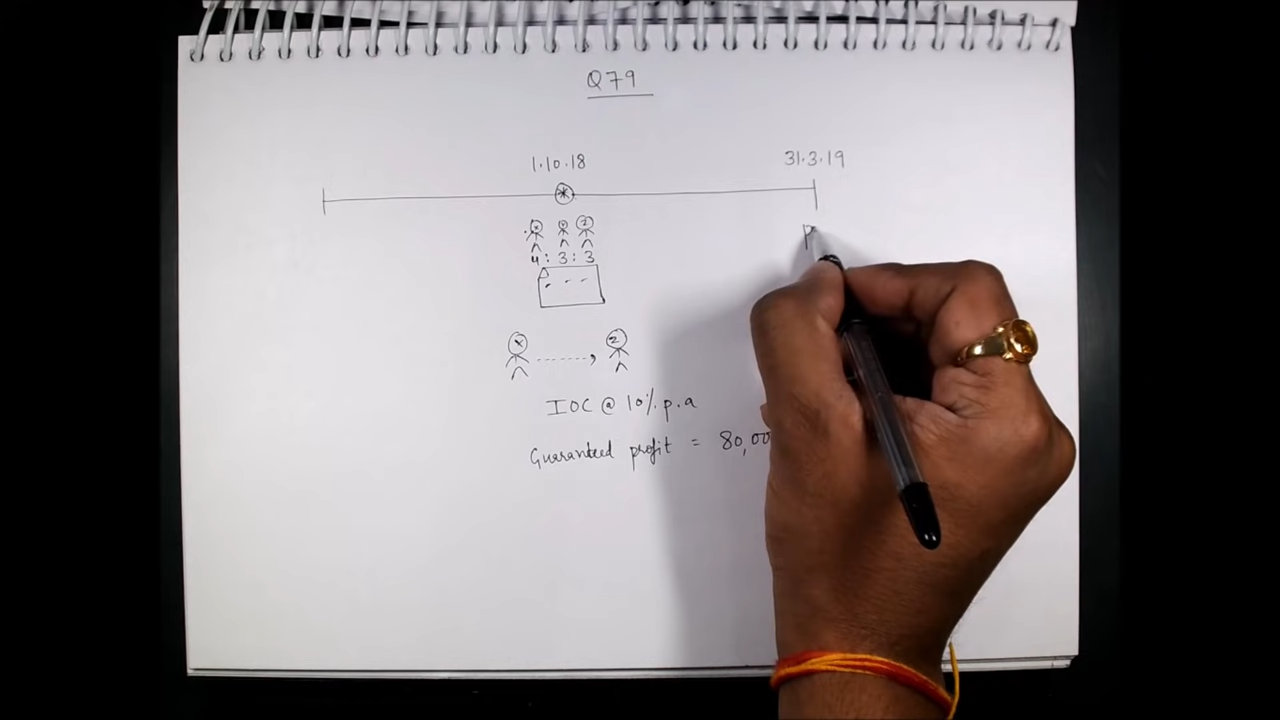 Q79
1.10.18 31.3.19
4 : 3 : 3
x z
IOC @ 10% p.a
Guaranteed profit = 80,00